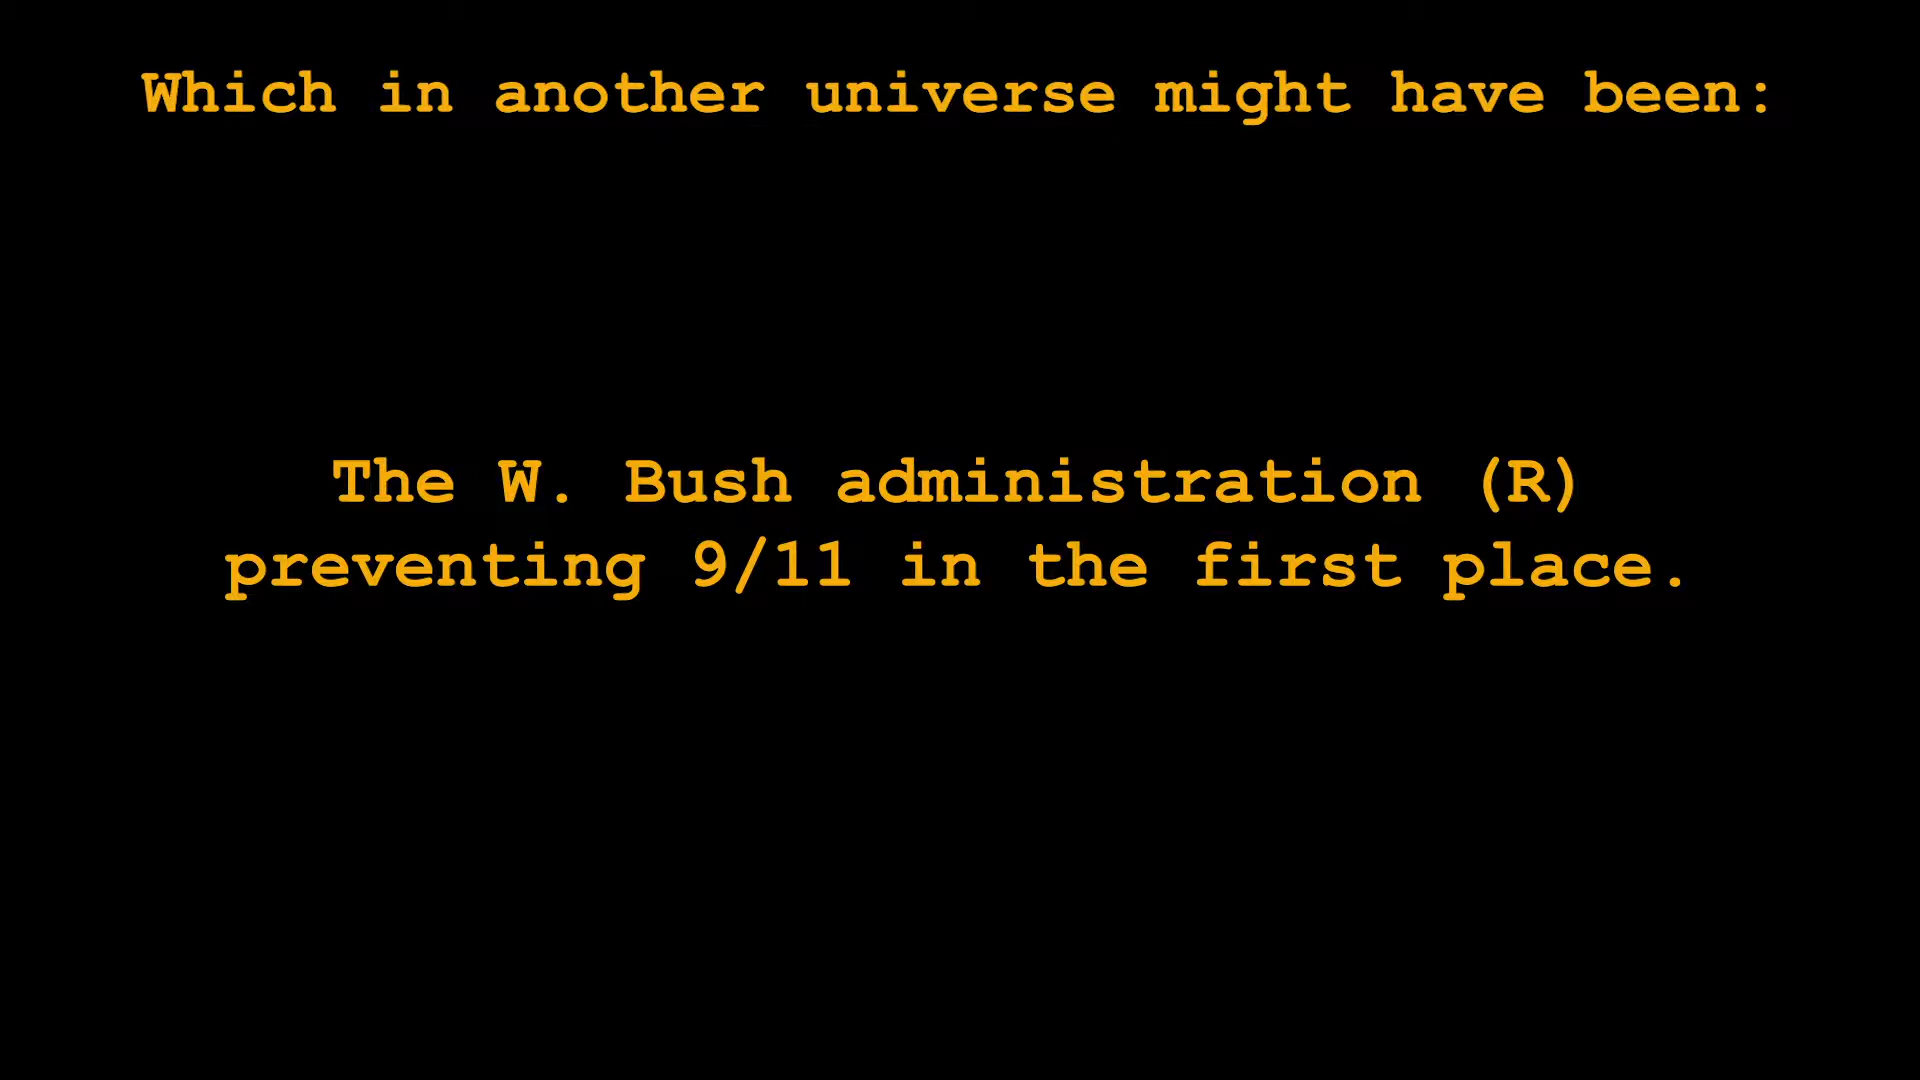 Which in another universe might have been:
The W. Bush administration (R)
preventing 9/11 in the first place.